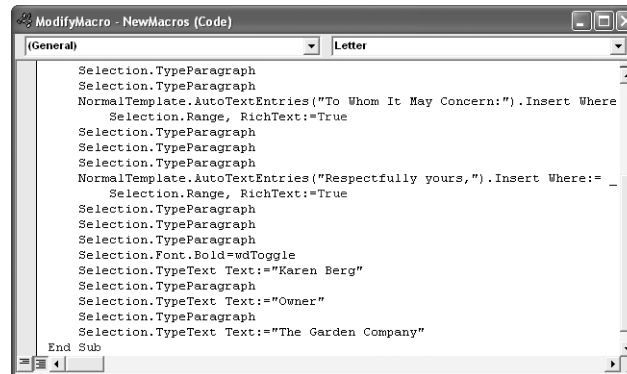 ModifyMacro - NewMacros (Code)
(General) Letter
Selection.TypeParagraph
Selection.TypeParagraph
NormalTemplate.AutoTextEntries("To Whom It May Concern:").Insert Where
Selection.Range, RichText:=True
Selection.TypeParagraph
Selection.TypeParagraph
Selection.TypeParagraph
NormalTemplate.AutoTextEntries("Respectfully yours,").Insert Where:= _
Selection.Range, RichText:=True
Selection.TypeParagraph
Selection.TypeParagraph
Selection.TypeParagraph
Selection.Font.Bold=wdToggle
Selection.TypeText Text:="Karen Berg"
Selection.TypeParagraph
Selection.TypeText Text:="Owner"
Selection.TypeParagraph
Selection.TypeText Text:="The Garden Company"
End Sub